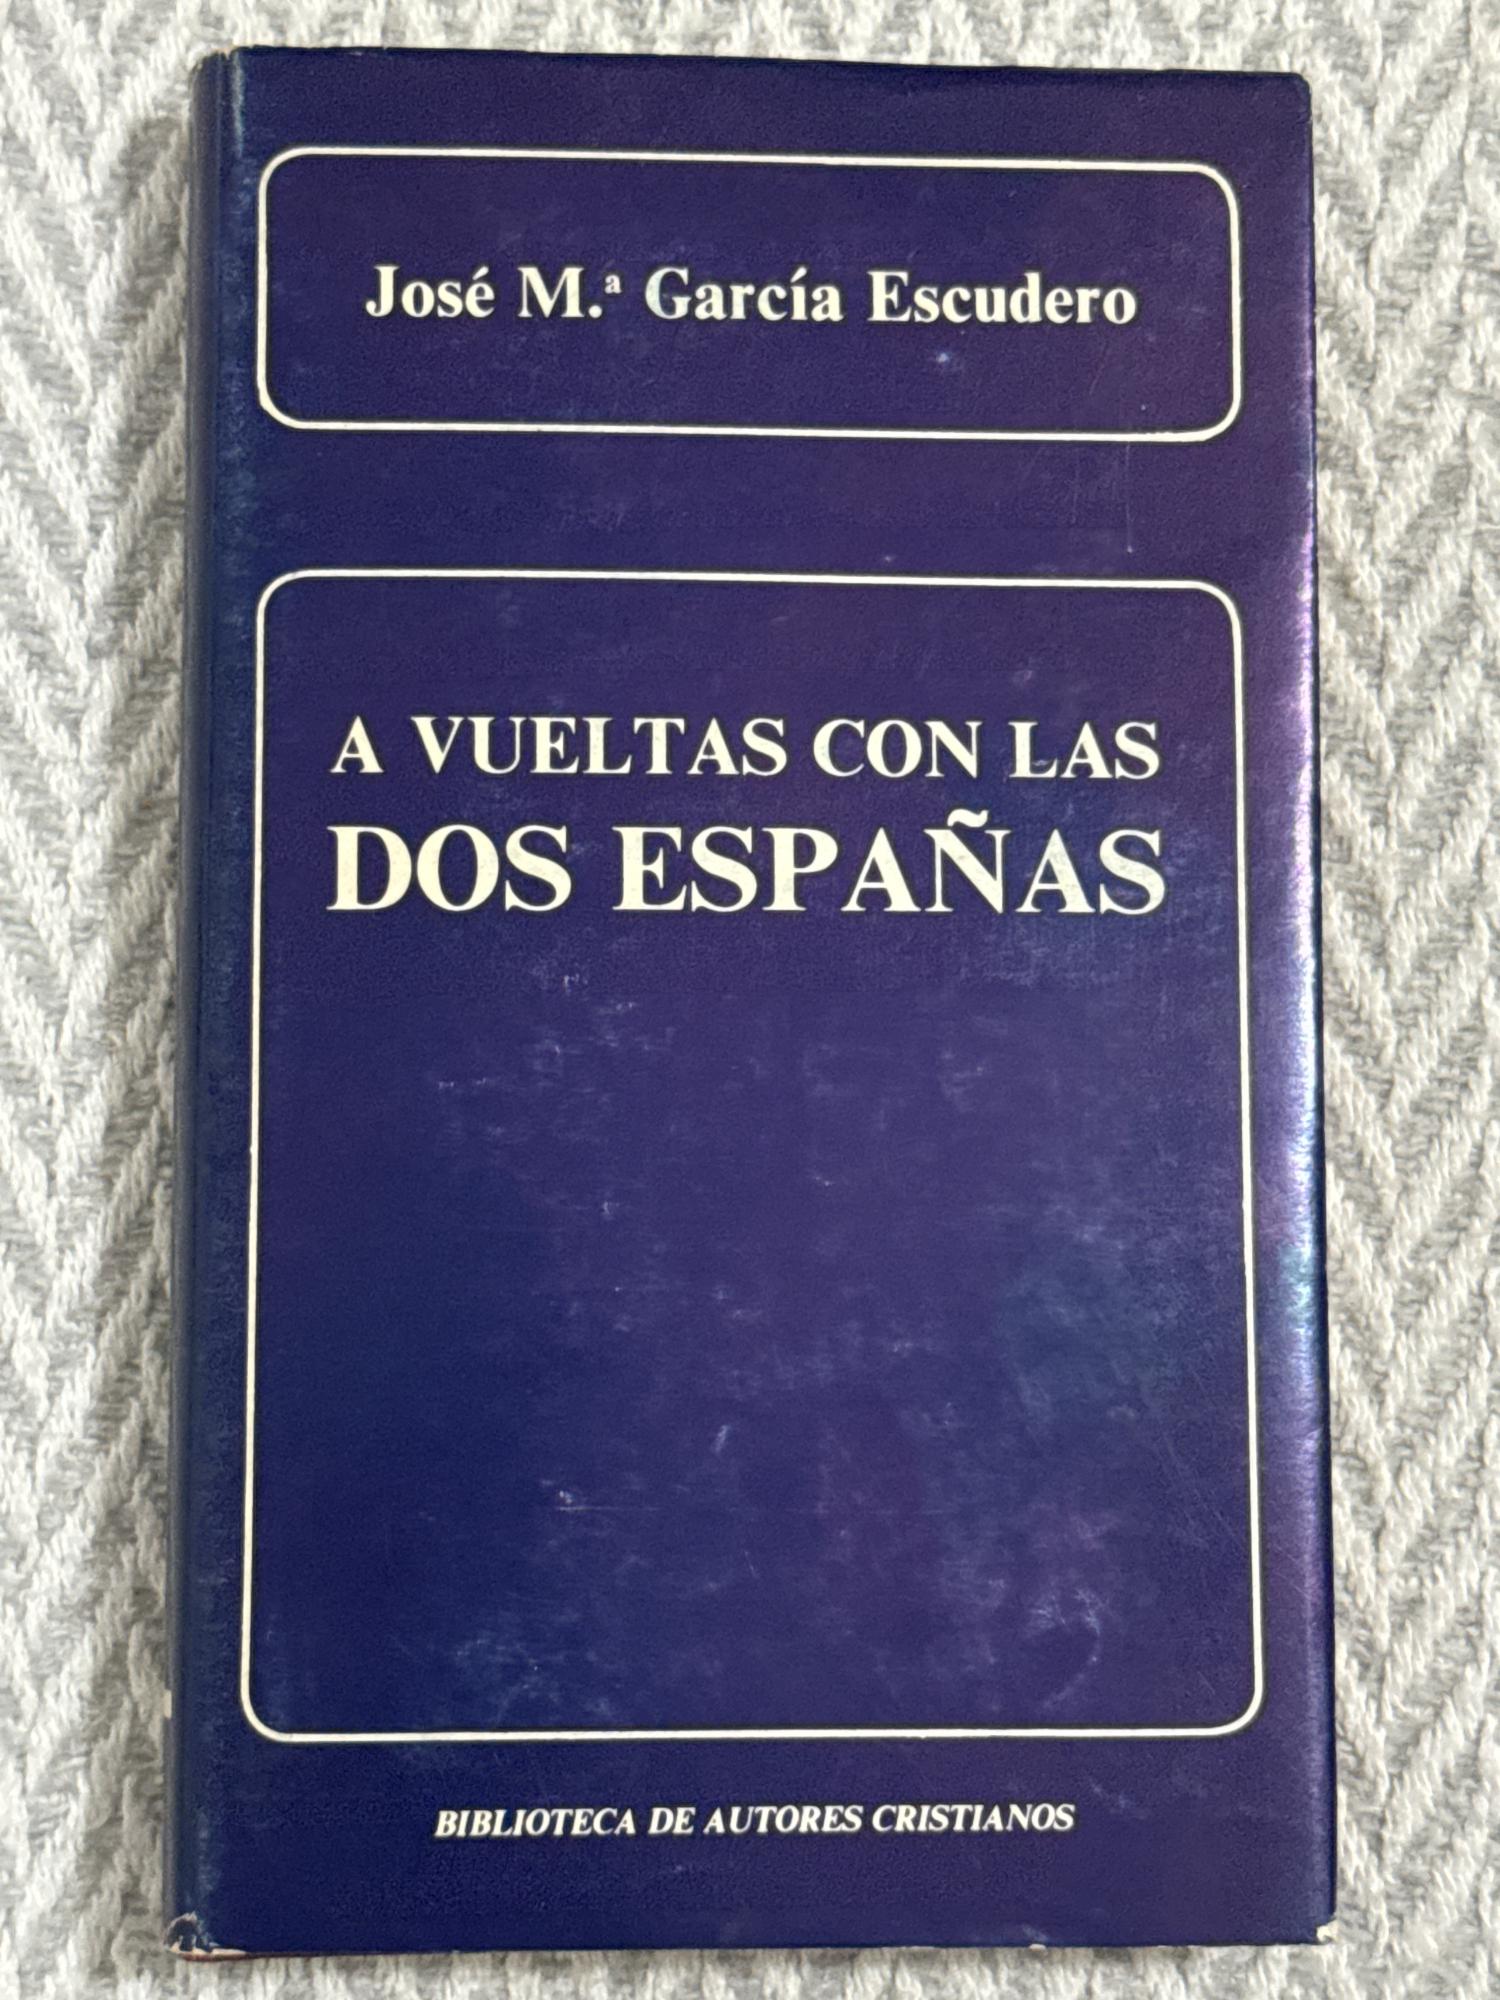 José M.ª García Escudero
A VUELTAS CON LAS
DOS ESPAÑAS
BIBLIOTECA DE AUTORES CRISTIANOS